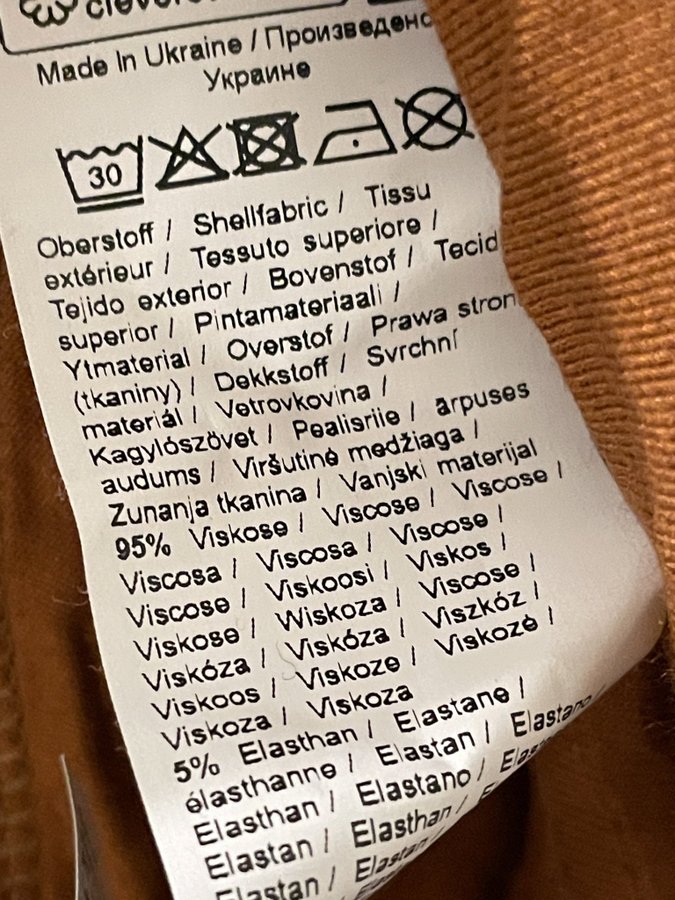 Made In Ukraine / Произведено
Украине
30
Oberstoff / Shellfabric / Tissu
extérieur / Tessuto superiore /
Tejido exterior / Bovenstof / Tecid
superior / Pintamateriaali /
Ytmaterial / Overstof / Prawa stron
(tkaniny) / Dekkstoff / Svrchní
materiál / Vetrovkovina /
Kagylószövet / Pealisriie / ārpuses
audums / Viršutinė medžiaga /
Zunanja tkanina / Vanjski materijal
95% Viskose / Viscose / Viscose /
Viscosa / Viscosa / Viscose /
Viscose / Viskoosi / Viskos /
Viskose / Wiskoza / Viscose /
Viskóza / Viskóza / Viszkóz /
Viskoos / Viskoze / Viskozė /
Viskoza / Viskoza
5% Elasthan / Elastane /
élasthanne / Elastan / Elastano
Elasthan / Elastano /
Elastan / Elasthan /
Elastan /